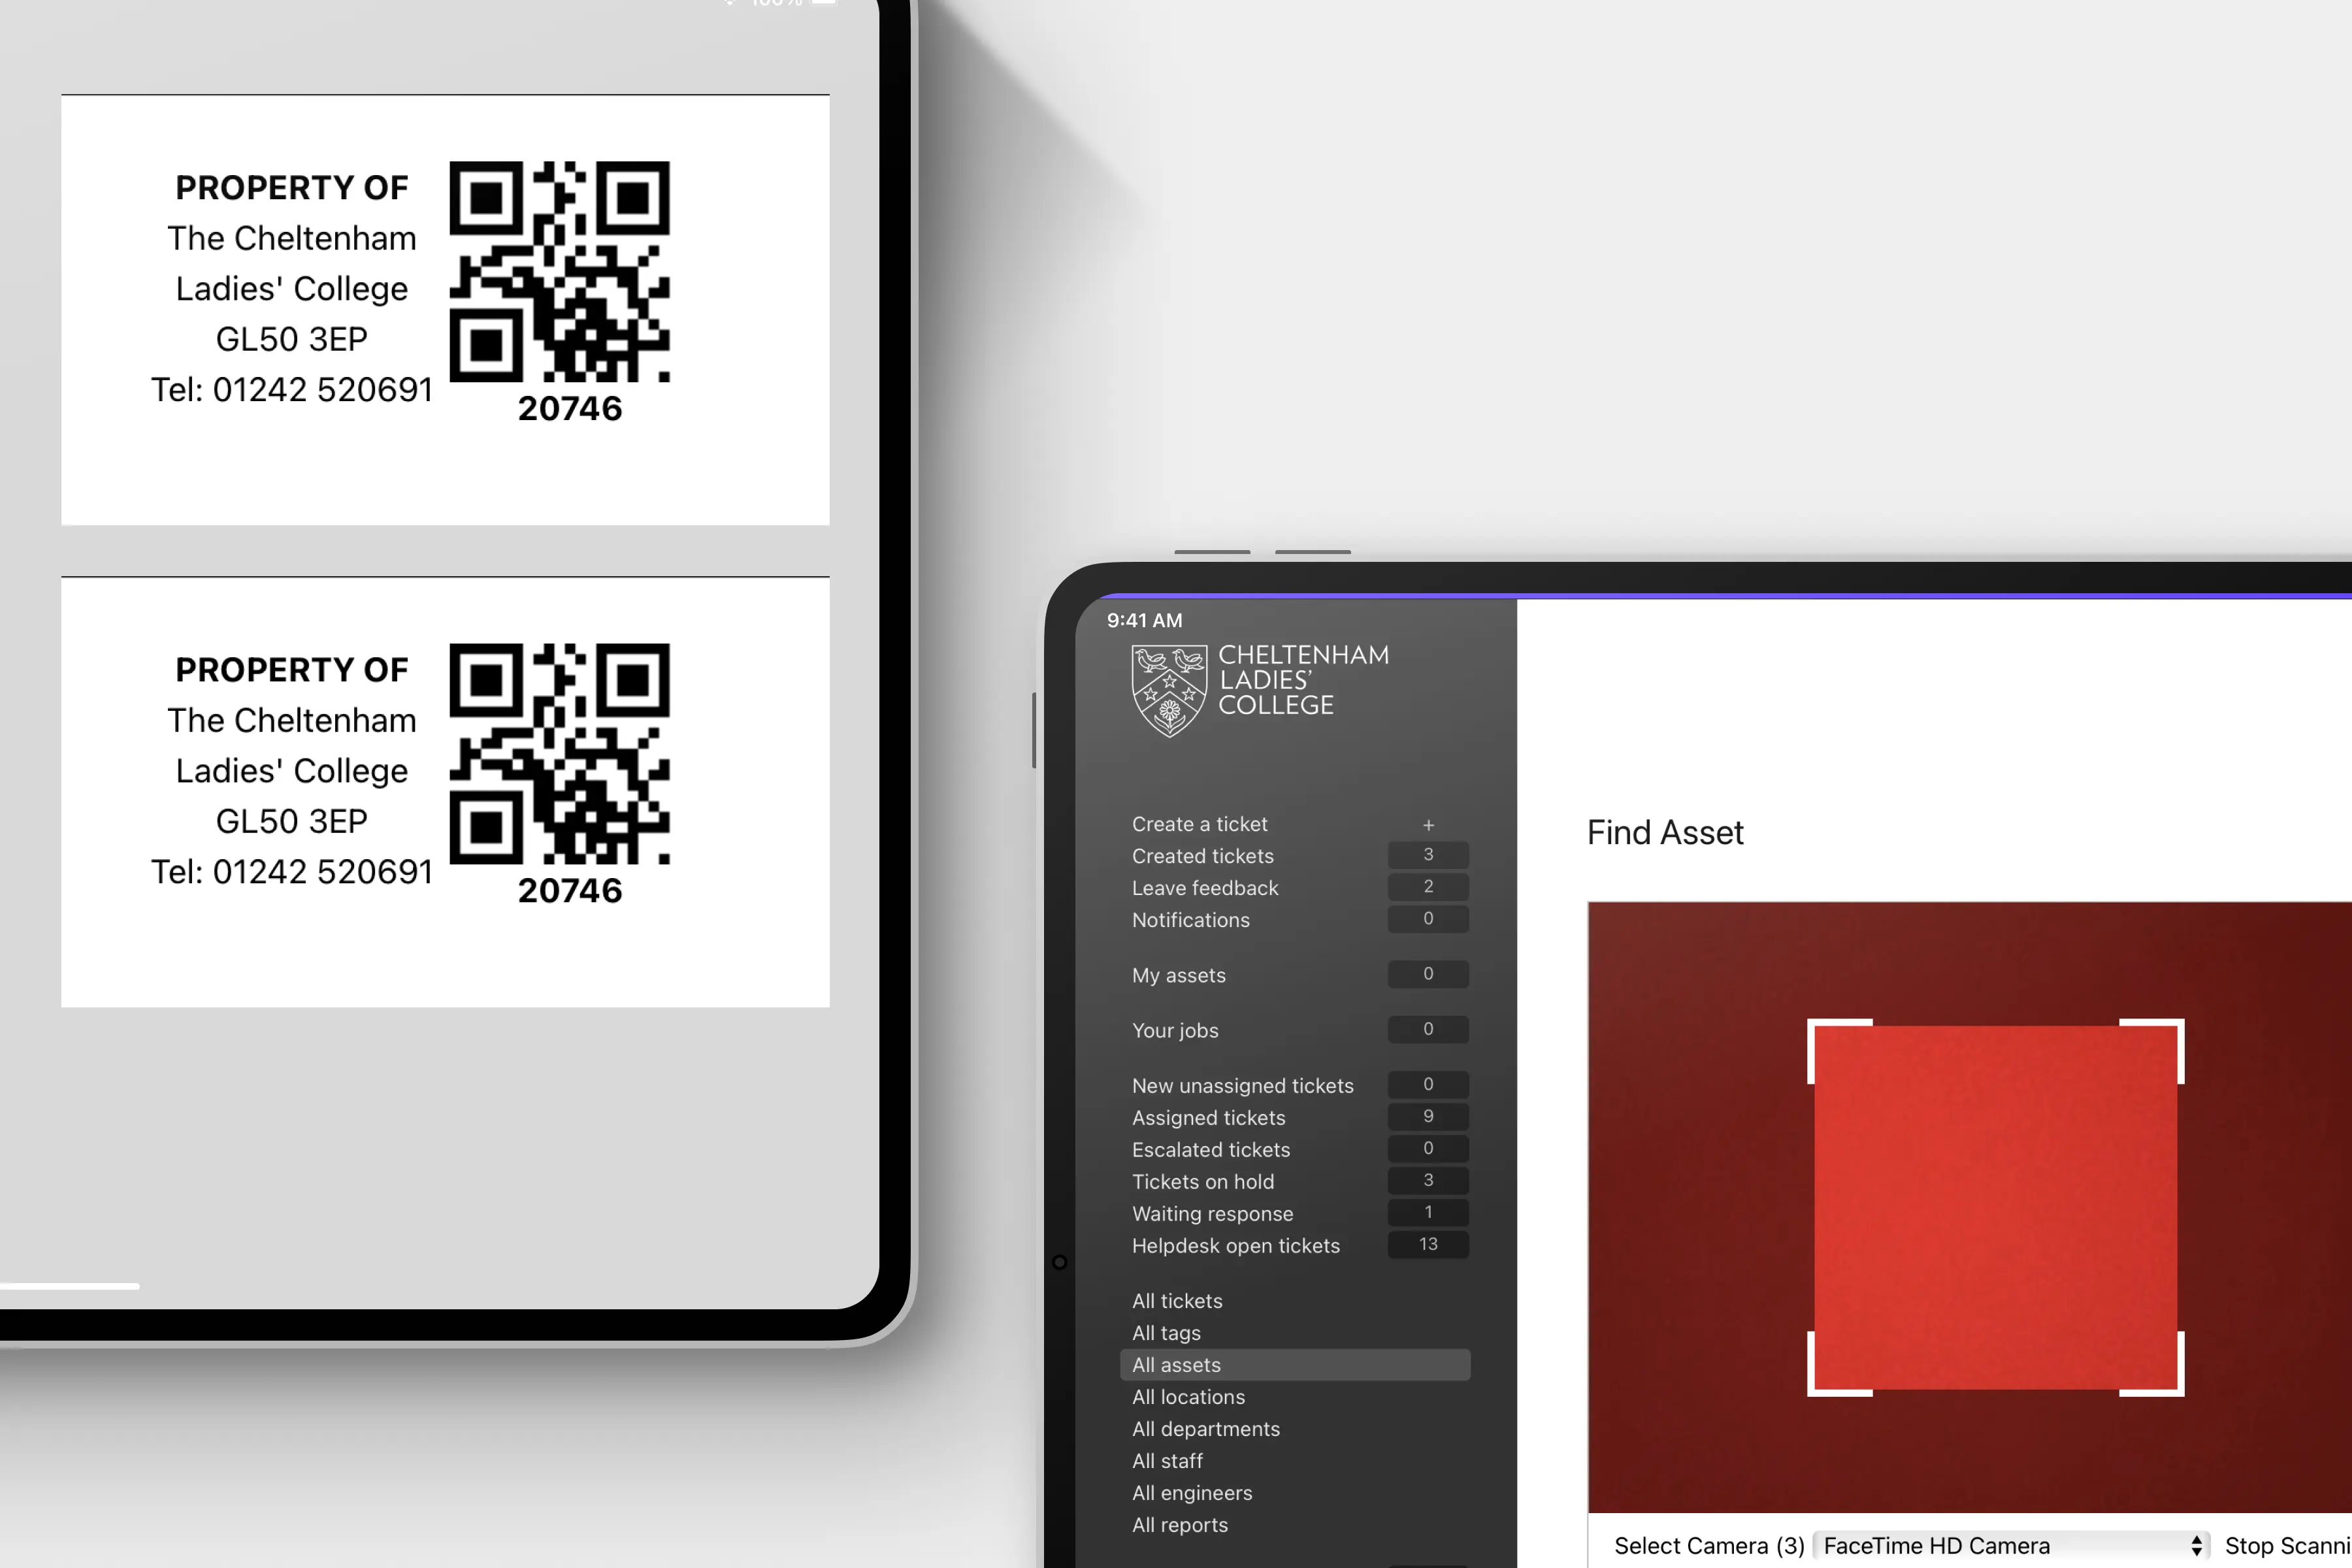 100%
PROPERTY OF
The Cheltenham
Ladies' College
GL50 3EP
Tel: 01242 520691
20746
PROPERTY OF
The Cheltenham
Ladies' College
GL50 3EP
Tel: 01242 520691
20746
9:41 AM
CHELTENHAM
LADIES’
COLLEGE
Create a ticket +
Created tickets 3
Leave feedback 2
Notifications 0
My assets 0
Your jobs 0
New unassigned tickets 0
Assigned tickets 9
Escalated tickets 0
Tickets on hold 3
Waiting response 1
Helpdesk open tickets 13
All tickets
All tags
All assets
All locations
All departments
All staff
All engineers
All reports
Find Asset
Select Camera (3) FaceTime HD Camera Stop